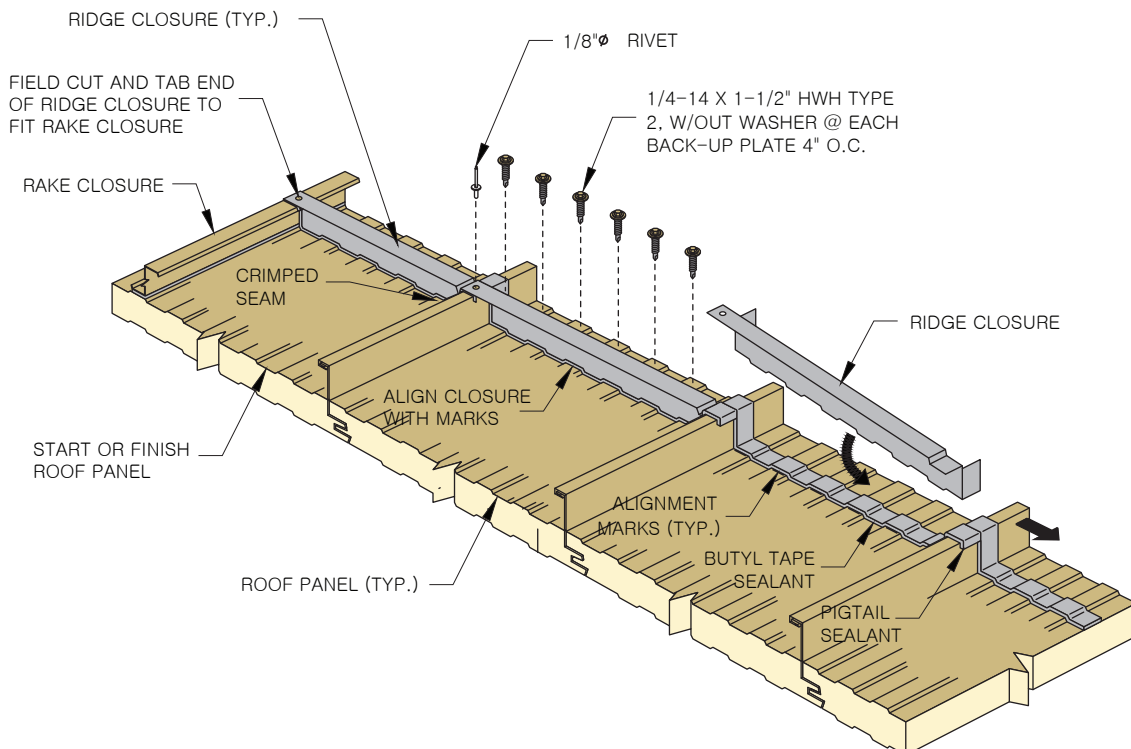 RIDGE CLOSURE (TYP.)
1/8"ø RIVET
FIELD CUT AND TAB END
OF RIDGE CLOSURE TO
FIT RAKE CLOSURE
1/4-14 X 1-1/2" HWH TYPE
2, W/OUT WASHER @ EACH
BACK-UP PLATE 4" O.C.
RAKE CLOSURE
CRIMPED
SEAM
RIDGE CLOSURE
ALIGN CLOSURE
WITH MARKS
START OR FINISH
ROOF PANEL
ALIGNMENT
MARKS (TYP.)
BUTYL TAPE
SEALANT
ROOF PANEL (TYP.)
PIGTAIL
SEALANT